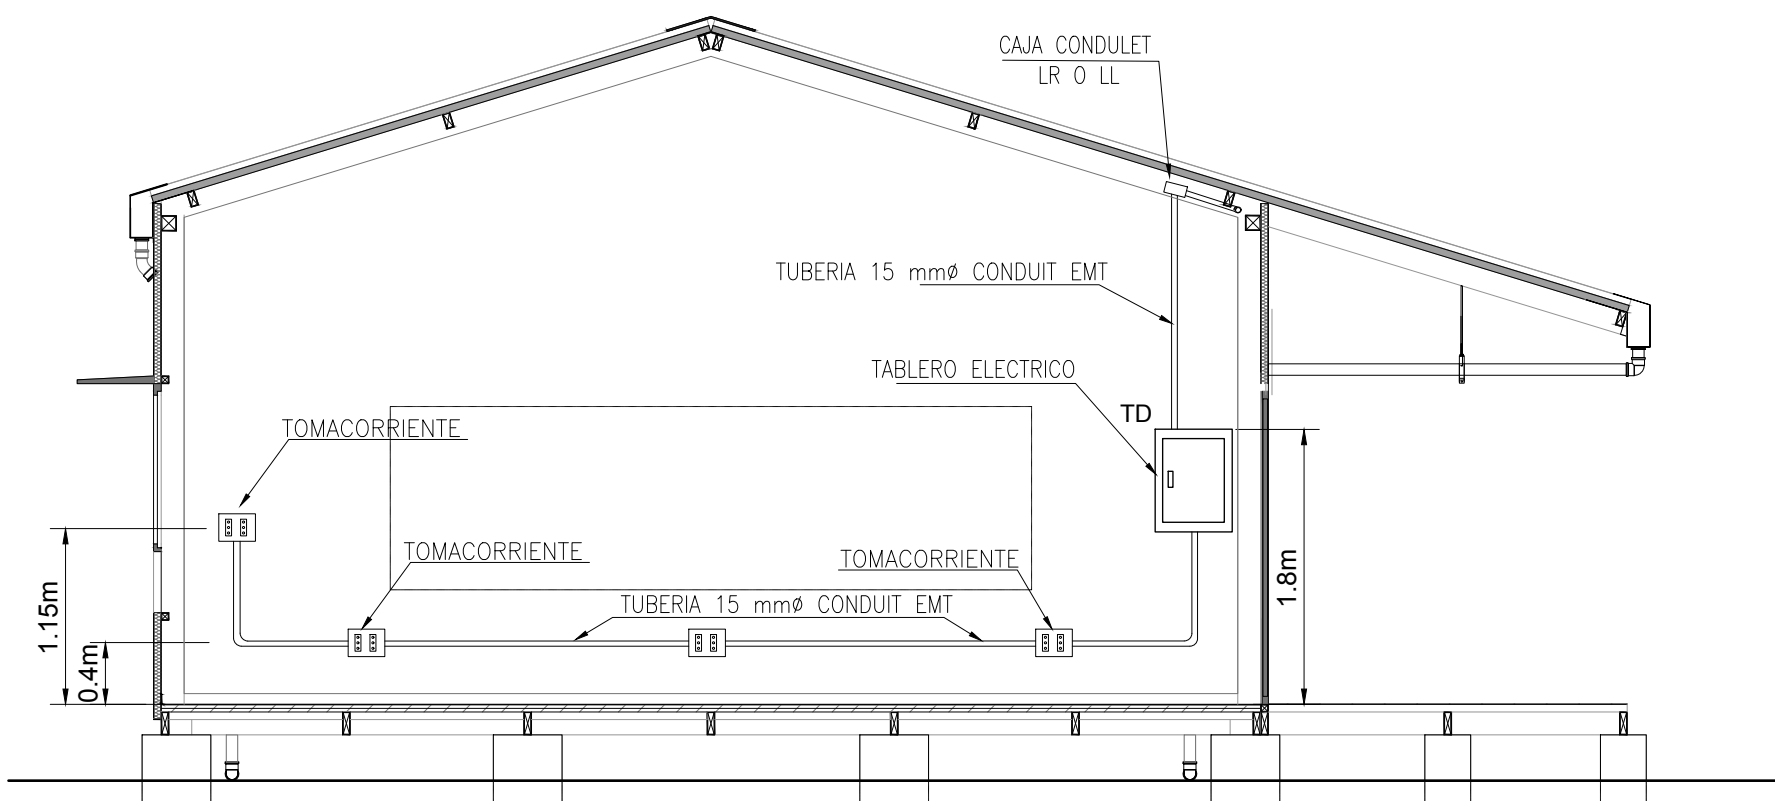 CAJA CONDULET
LR O LL
TUBERIA 15 mmø CONDUIT EMT
TABLERO ELECTRICO
TD
TOMACORRIENTE
TOMACORRIENTE
TOMACORRIENTE
TUBERIA 15 mmø CONDUIT EMT
1.15m
0.4m
1.8m